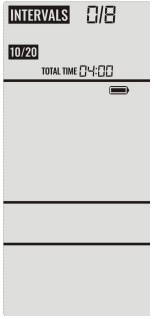 INTERVALS 0/8
10/20
TOTAL TIME 04:00